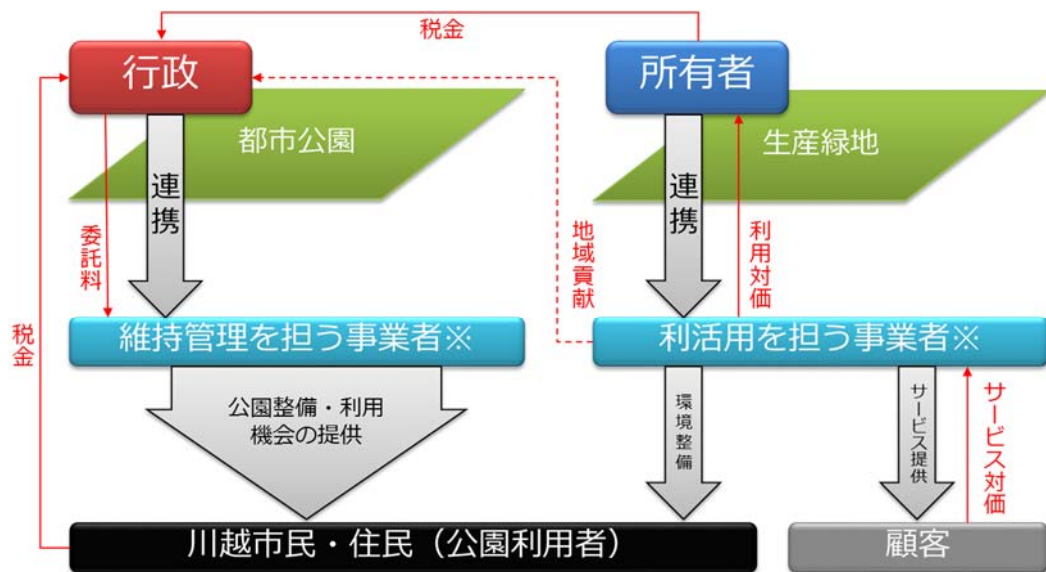 税金
行政
所有者
都市公園
生産緑地
連携
連携
委託料
地域貢献
利用対価
税金
維持管理を担う事業者※
利活用を担う事業者※
公園整備・利用
機会の提供
環境整備
サービス提供
サービス対価
川越市民・住民（公園利用者）
顧客